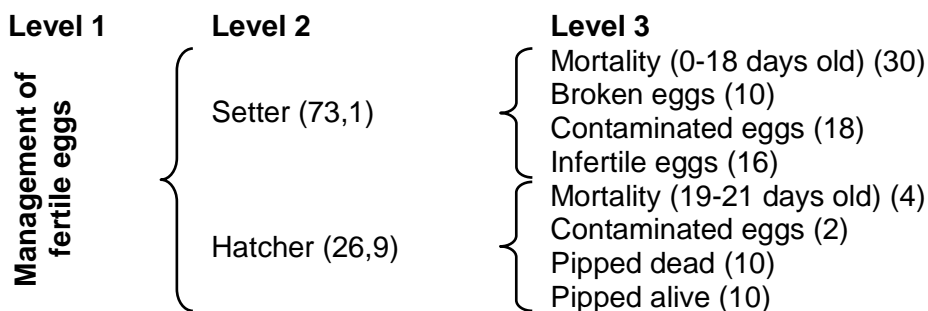 Level 1 Level 2 Level 3
Management of
fertile eggs
Setter (73,1)
Mortality (0-18 days old) (30)
Broken eggs (10)
Contaminated eggs (18)
Infertile eggs (16)
Hatcher (26,9)
Mortality (19-21 days old) (4)
Contaminated eggs (2)
Pipped dead (10)
Pipped alive (10)